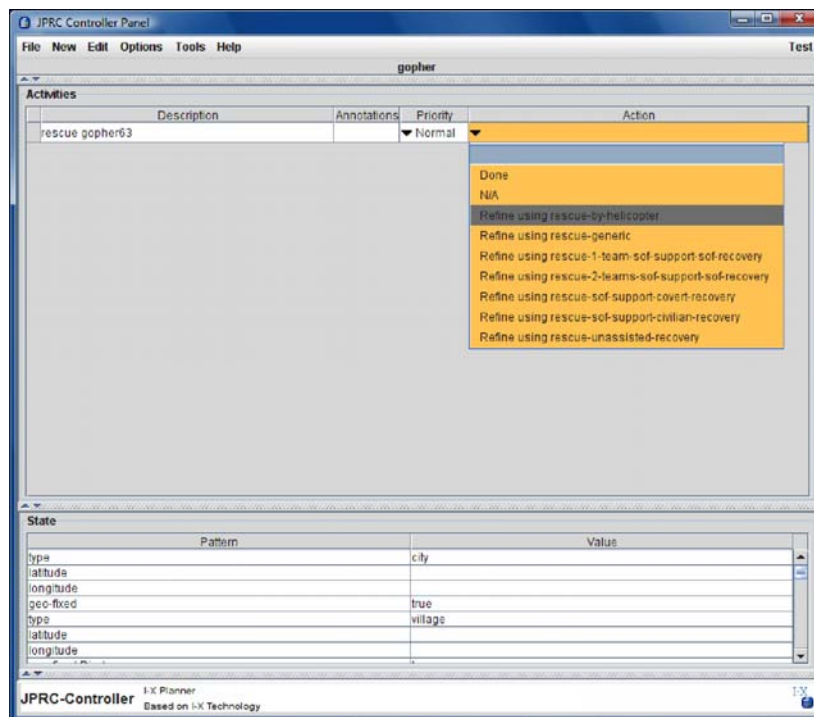 JPRC Controller Panel
File New Edit Options Tools Help Test
gopher
Activities
Description Annotations Priority Action
rescue gopher63 Normal
Done
N/A
Refine using rescue-by-helicopter
Refine using rescue-generic
Refine using rescue-1-team-sof-support-sof-recovery
Refine using rescue-2-teams-sof-support-sof-recovery
Refine using rescue-sof-support-covert-recovery
Refine using rescue-sof-support-civilian-recovery
Refine using rescue-unassisted-recovery
State
Pattern Value
type city
latitude
longitude
geo-fixed true
type village
latitude
longitude
JPRC-Controller
I-X Planner
Based on I-X Technology
I-X